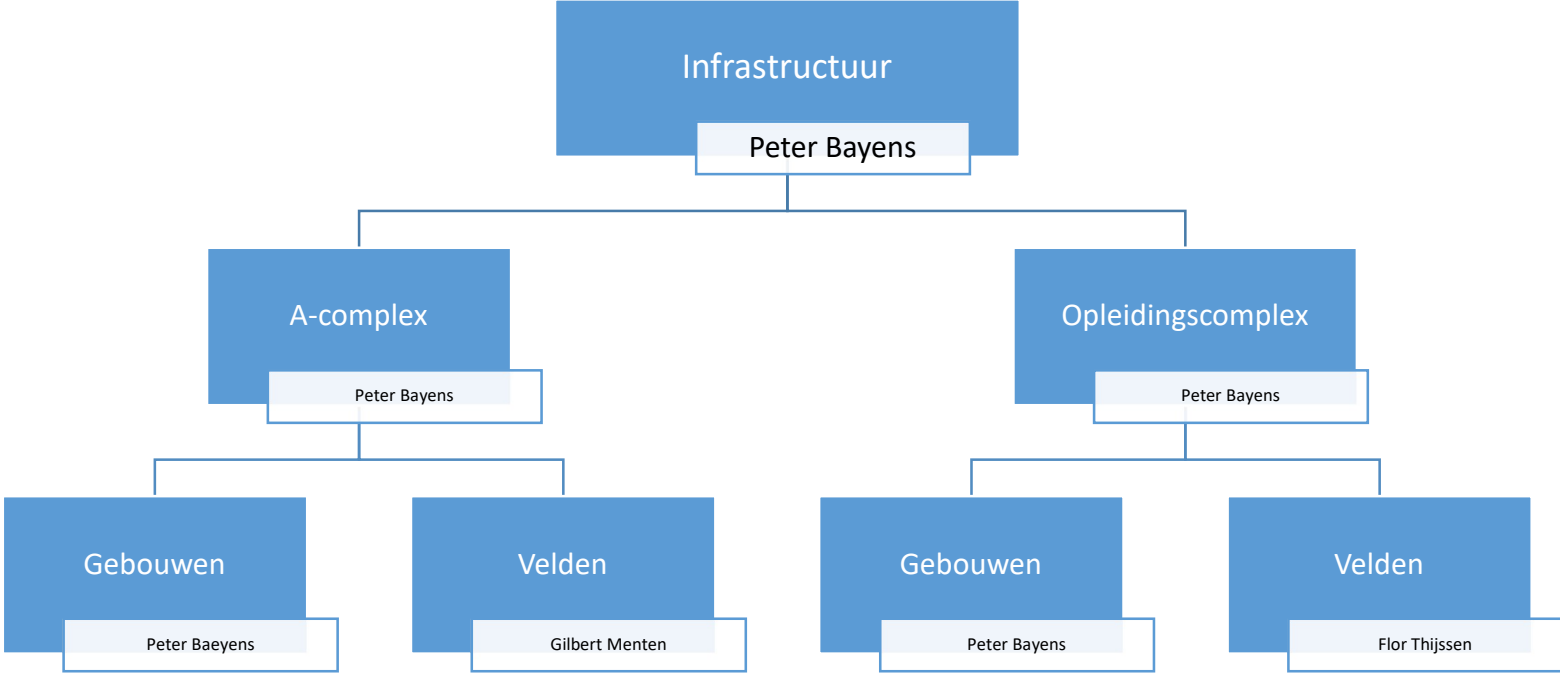 Infrastructuur
Peter Bayens
A-complex
Peter Bayens
Opleidingscomplex
Peter Bayens
Gebouwen
Peter Baeyens
Velden
Gilbert Menten
Gebouwen
Peter Bayens
Velden
Flor Thijssen